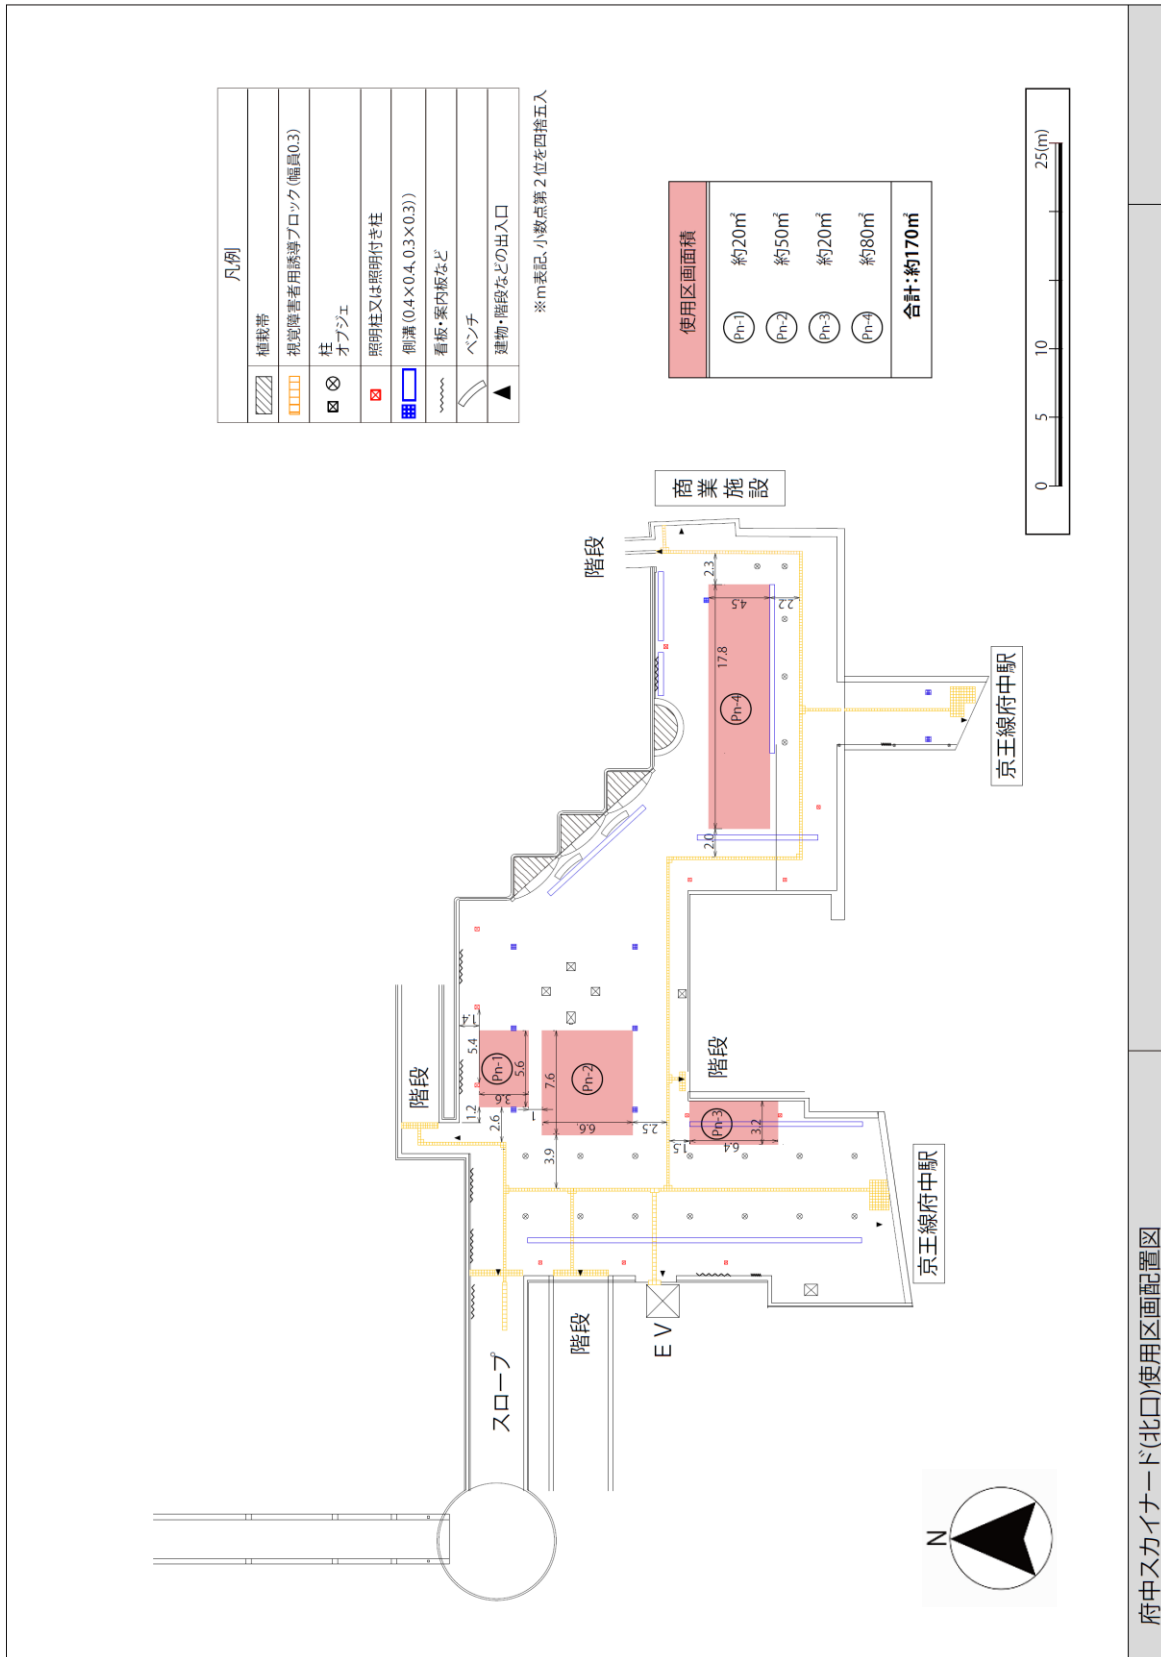 凡例
植栽帯
視覚障害者用誘導ブロック(幅員0.3)
柱
オブジェ
照明柱又は照明付き柱
側溝(0.4×0.4、0.3×0.3))
看板・案内板など
ベンチ
建物・階段などの出入口
※m表記、小数点第2位を四捨五入
使用区画面積
Pn-1 約20㎡
Pn-2 約50㎡
Pn-3 約20㎡
Pn-4 約80㎡
合計:約170㎡
0 5 10 25(m)
商業施設
階段
2.3
4.5
2.2
17.8
Pn-4
2.0
京王線府中駅
階段
1.4
5.4
Pn-1
5.6
3.6
1.2
2.6
1
7.6
Pn-2
6.6
2.5
3.9
階段
Pn-3
3.2
1.5
6.4
京王線府中駅
スロープ
階段
EV
N
府中スカイナード(北口)使用区画配置図